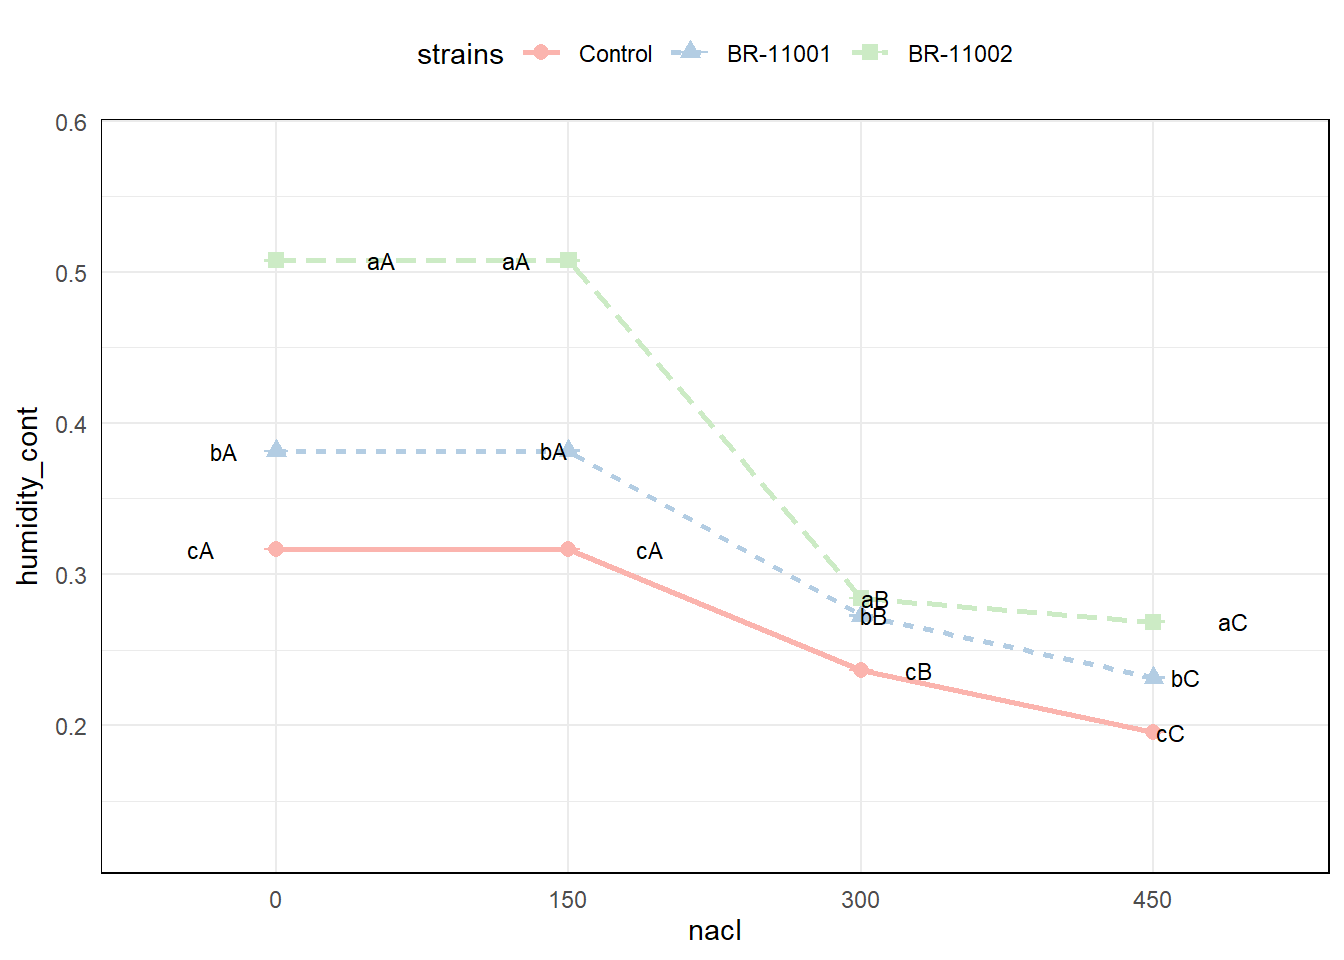 strains Control BR-11001 BR-11002
0.6
0.5
0.4
0.3
0.2
humidity_cont
aA aA
bA bA
cA cA
aB
bB
aC
cB
bC
cC
0 150 300 450
nacl